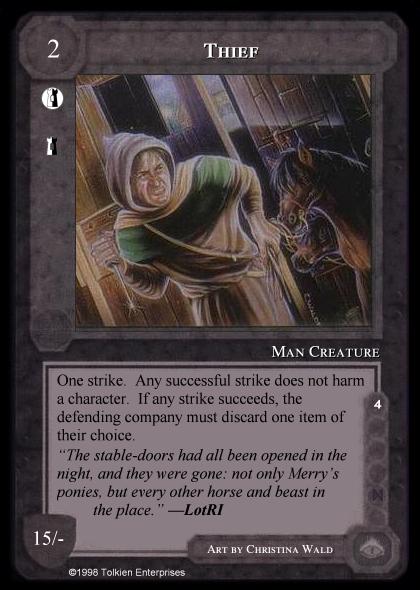 2
THIEF
MAN CREATURE
One strike. Any successful strike does not harm
a character. If any strike succeeds, the
defending company must discard one item of
their choice.
4
“The stable-doors had all been opened in the
night, and they were gone: not only Merry’s
ponies, but every other horse and beast in
the place.” —LotRI
15/-
ART BY CHRISTINA WALD
©1998 Tolkien Enterprises